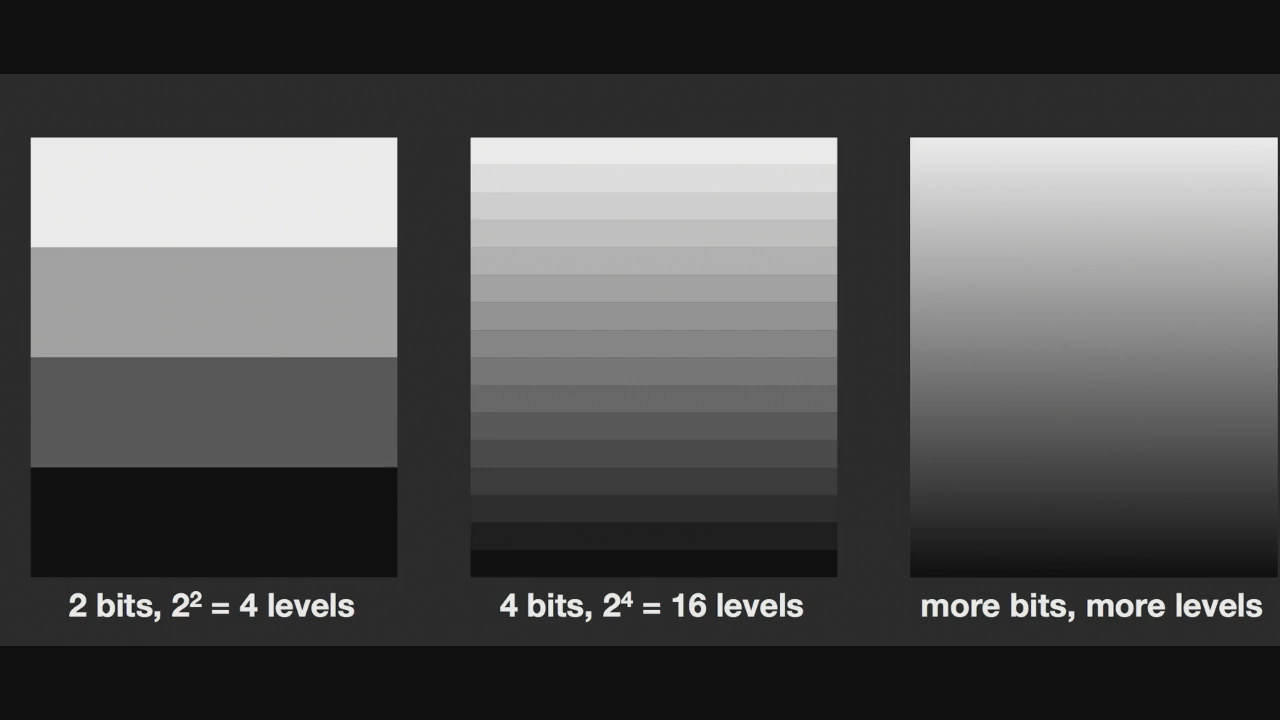 2 bits, 2² = 4 levels
4 bits, 2⁴ = 16 levels
more bits, more levels